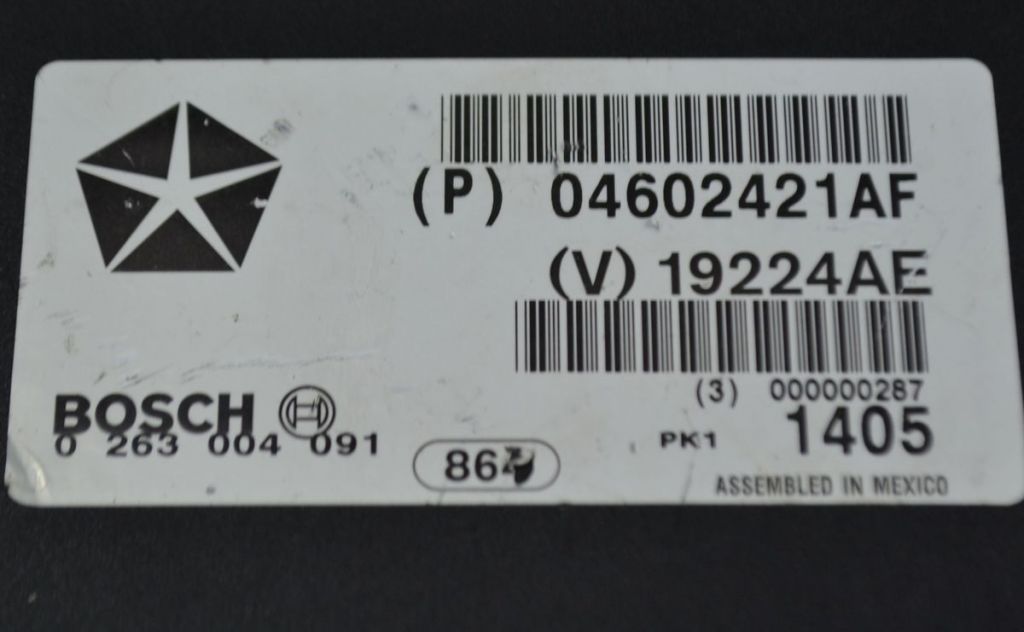 (P) 04602421AF
(V) 19224AE
(3) 000000287
BOSCH
0 263 004 091
PK1 1405
ASSEMBLED IN MEXICO